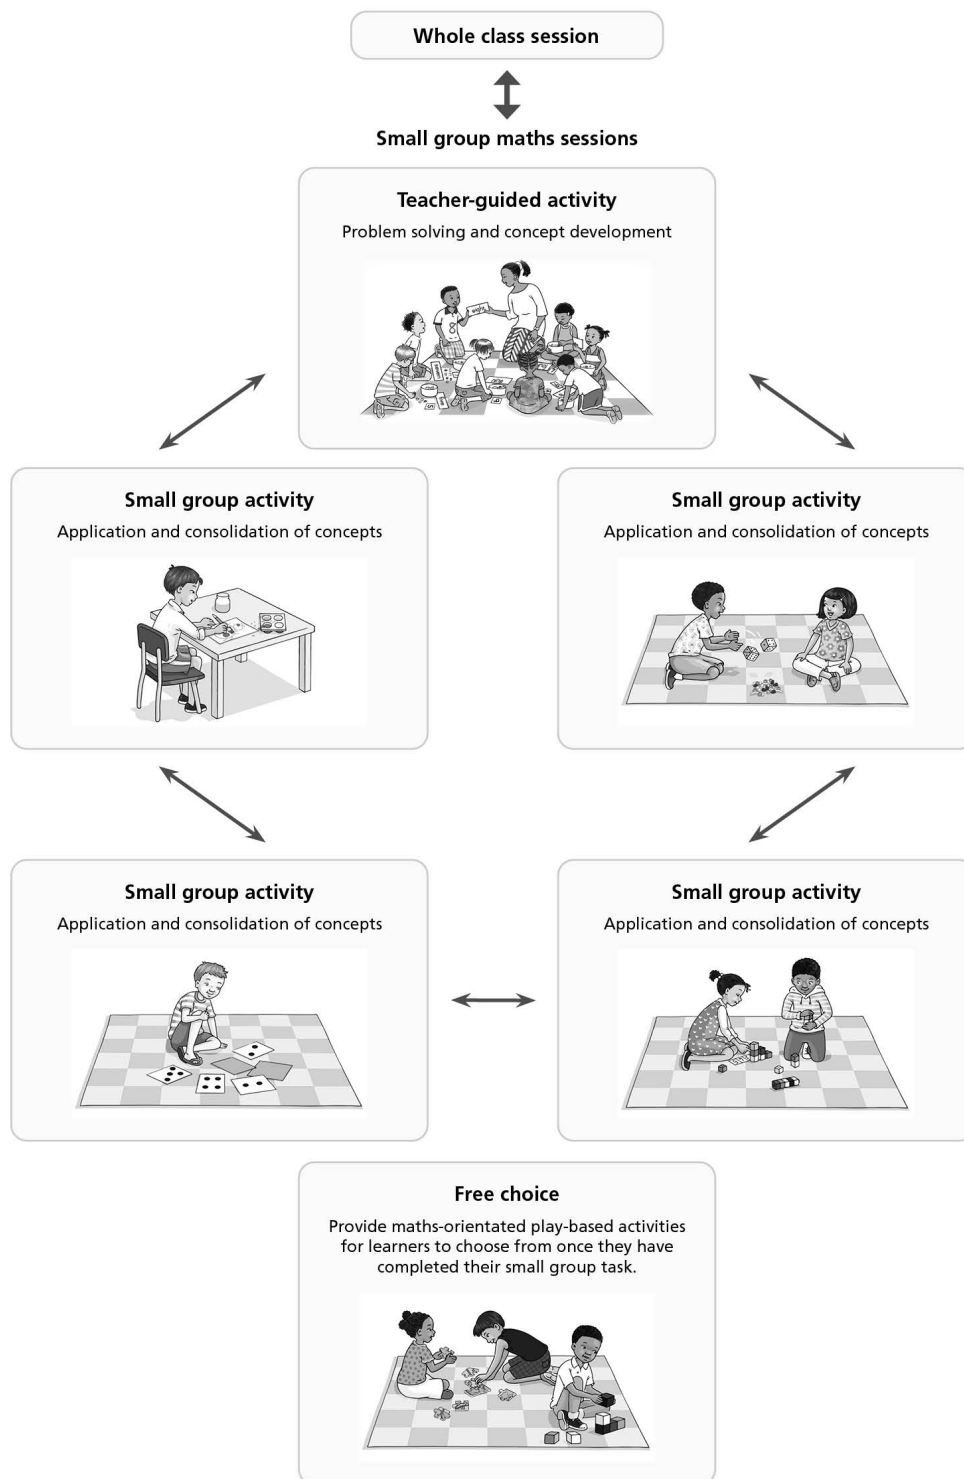 Whole class session
Small group maths sessions
Teacher-guided activity
Problem solving and concept development
eight
Small group activity
Application and consolidation of concepts
Small group activity
Application and consolidation of concepts
Small group activity
Application and consolidation of concepts
Small group activity
Application and consolidation of concepts
Free choice
Provide maths-orientated play-based activities
for learners to choose from once they have
completed their small group task.